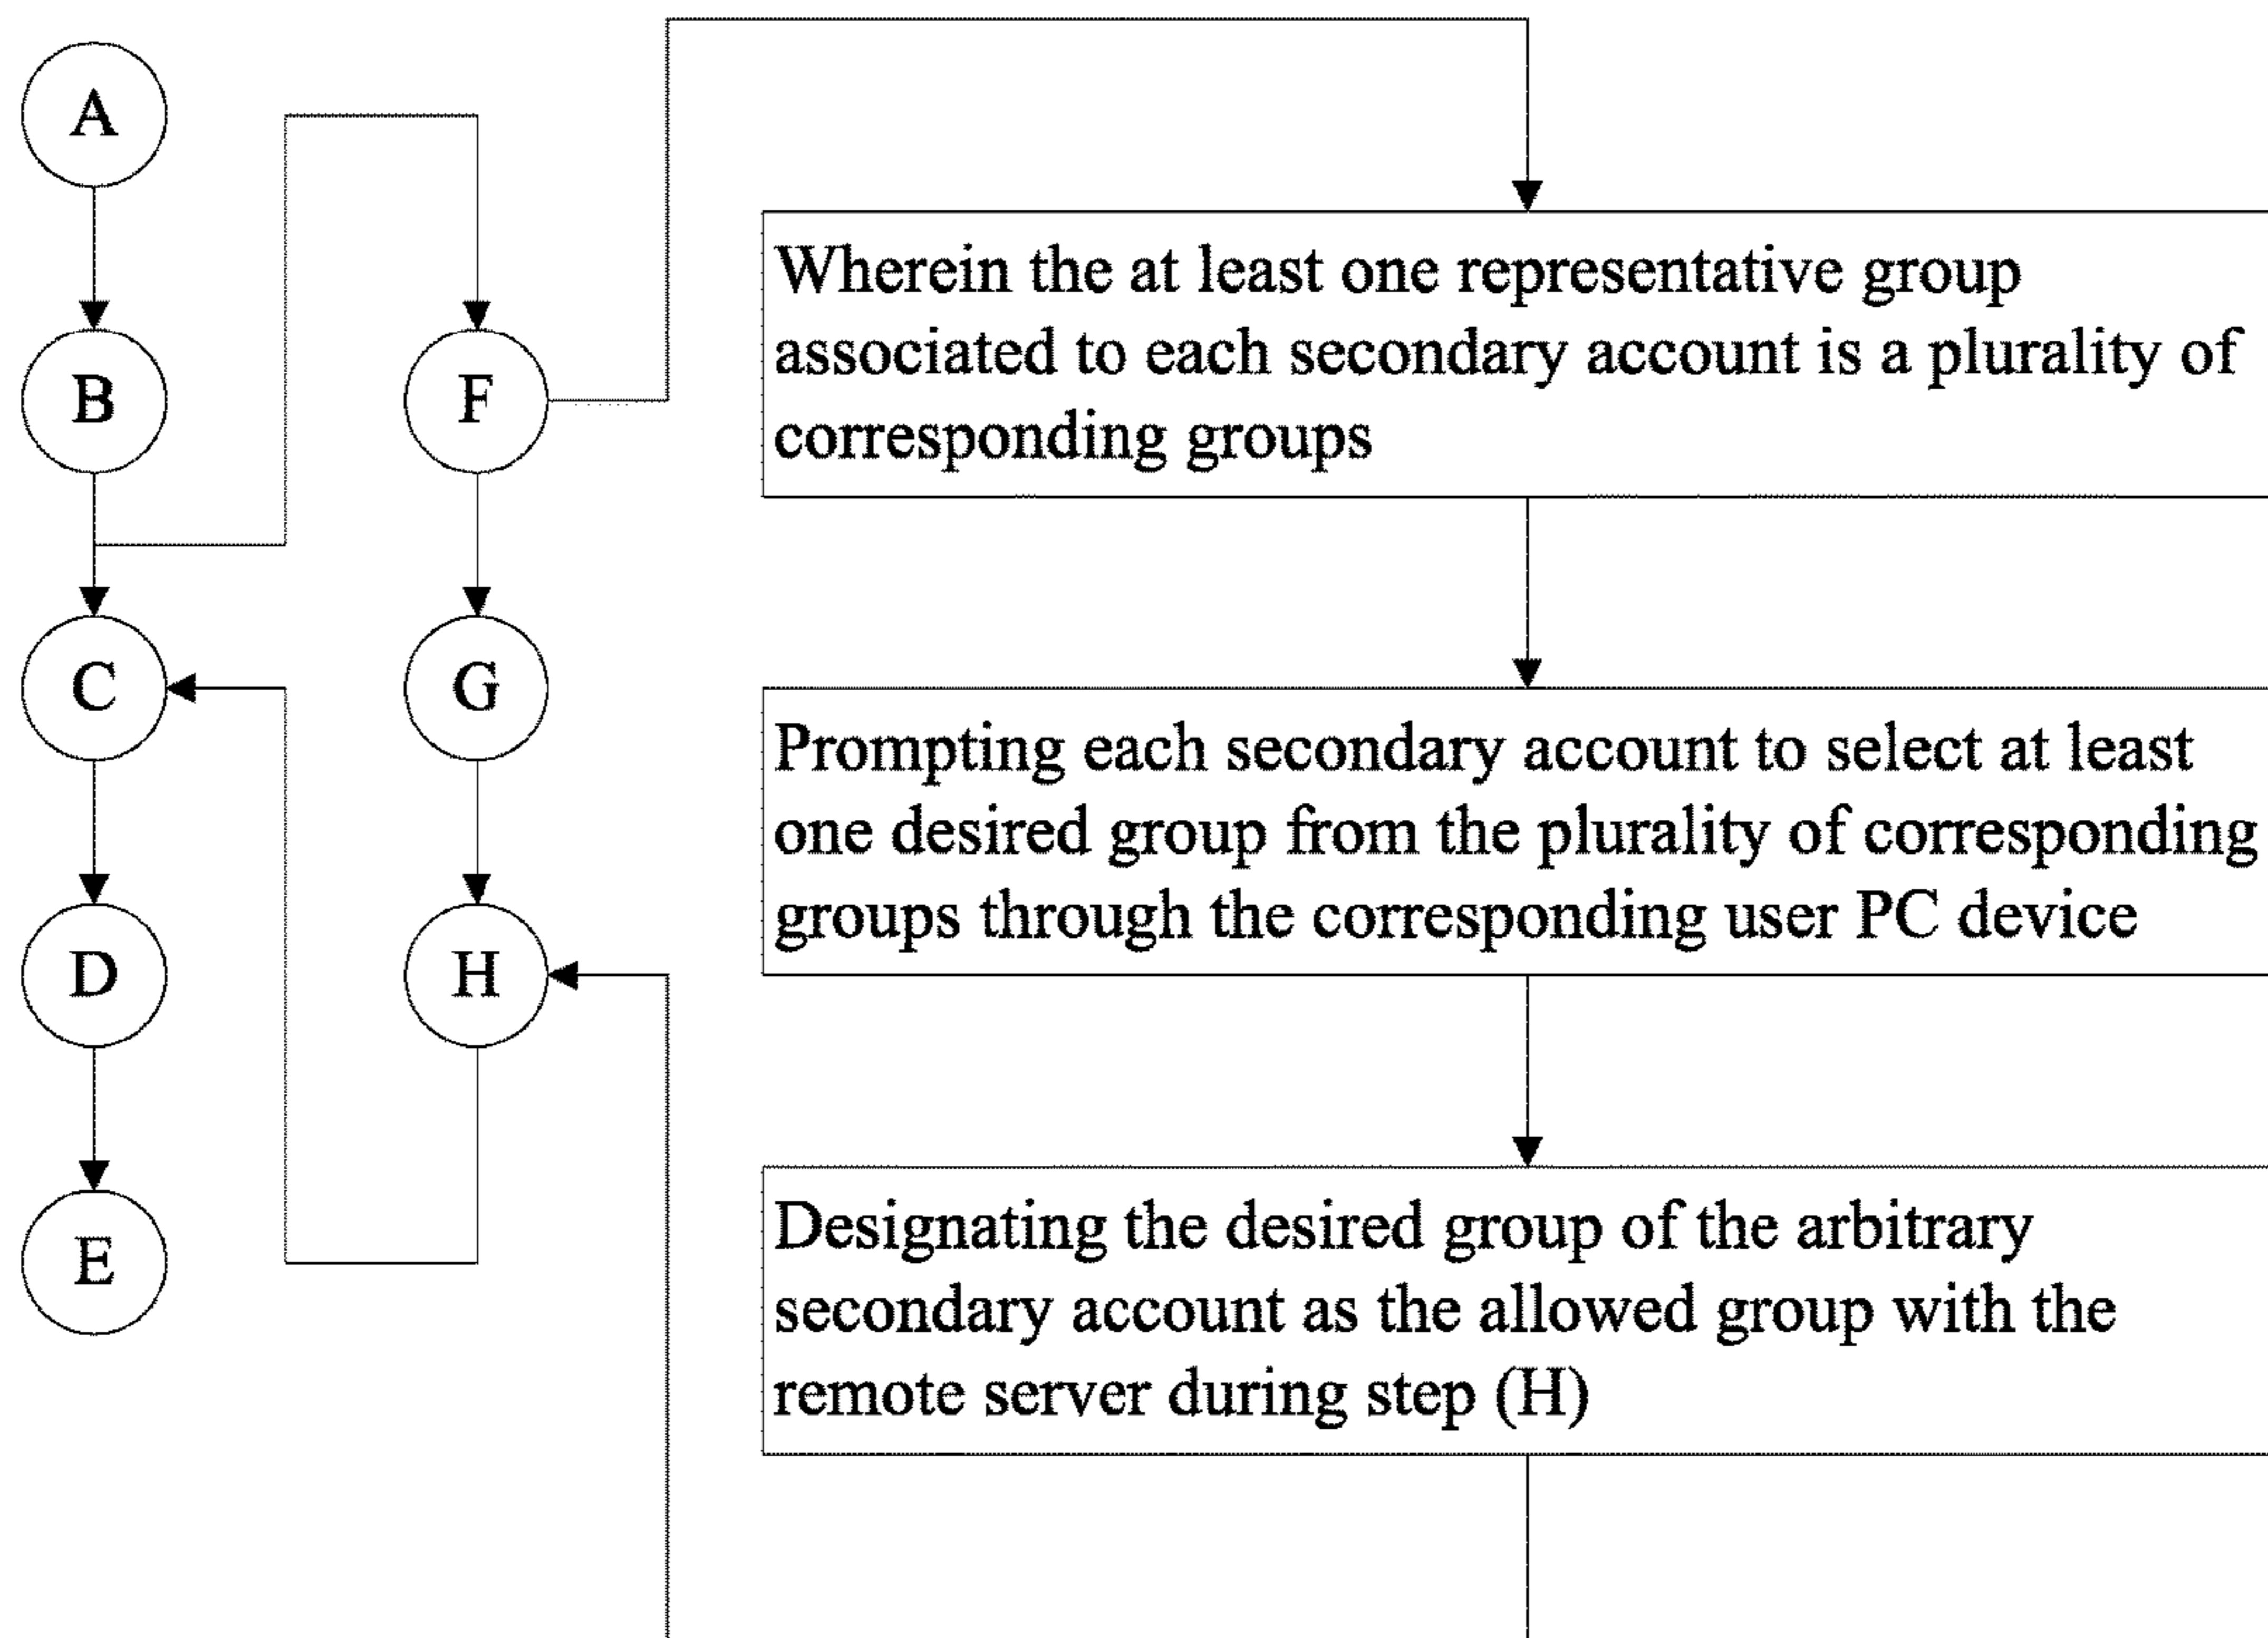 A
B
C
D
E
F
G
H
Wherein the at least one representative group
associated to each secondary account is a plurality of
corresponding groups
Prompting each secondary account to select at least
one desired group from the plurality of corresponding
groups through the corresponding user PC device
Designating the desired group of the arbitrary
secondary account as the allowed group with the
remote server during step (H)